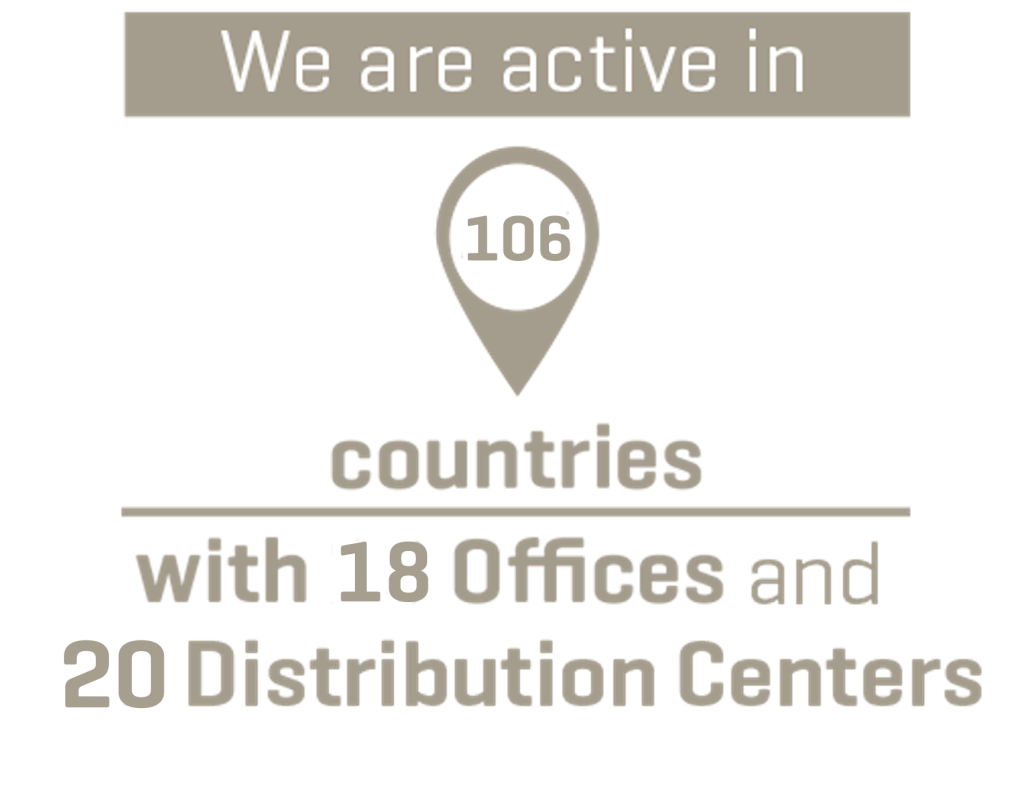 We are active in
106
countries
with 18 Offices and
20 Distribution Centers